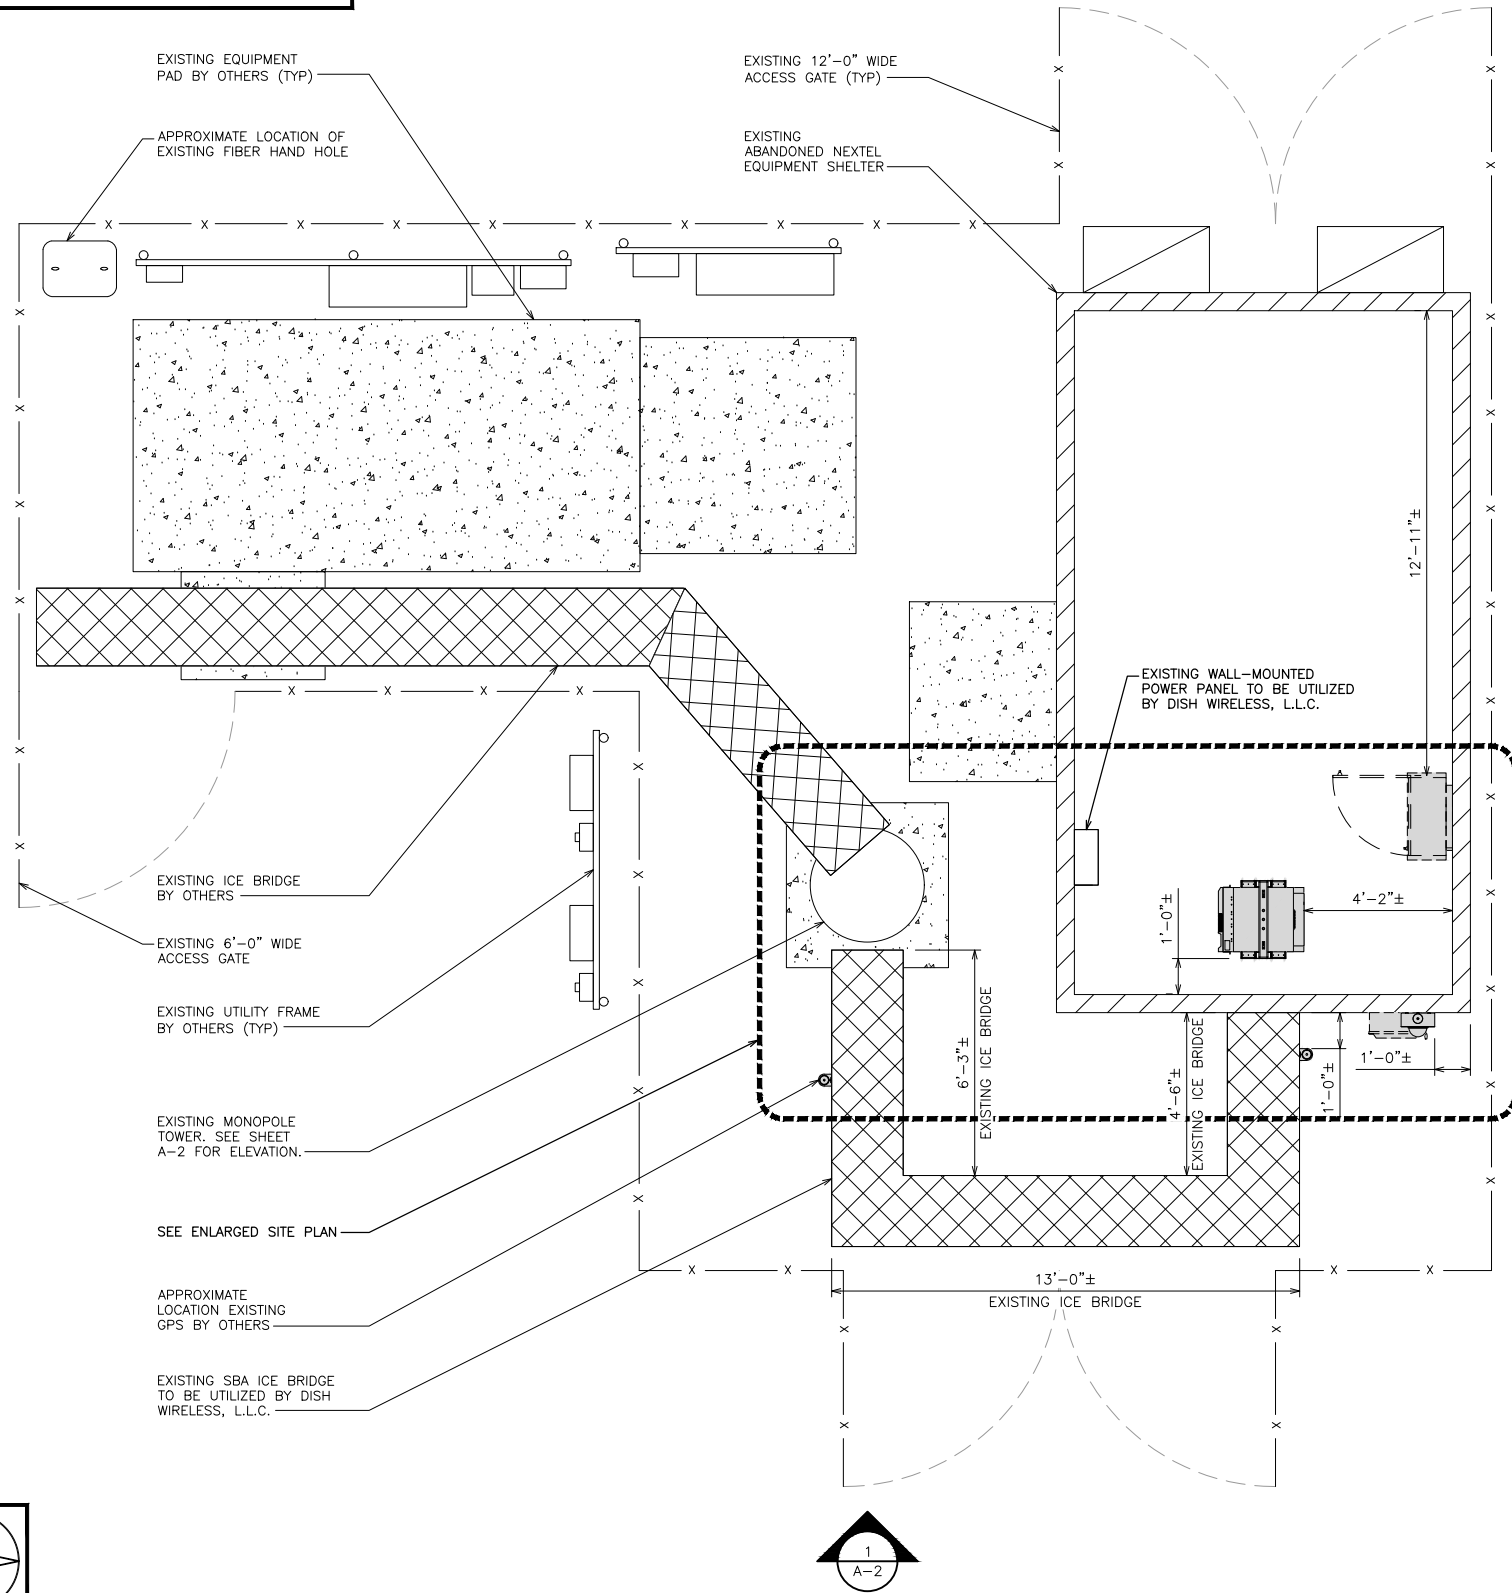 EXISTING EQUIPMENT
PAD BY OTHERS (TYP)
EXISTING 12'-0" WIDE
ACCESS GATE (TYP)
APPROXIMATE LOCATION OF
EXISTING FIBER HAND HOLE
EXISTING
ABANDONED NEXTEL
EQUIPMENT SHELTER
12'-11"±
EXISTING WALL-MOUNTED
POWER PANEL TO BE UTILIZED
BY DISH WIRELESS, L.L.C.
EXISTING ICE BRIDGE
BY OTHERS
1'-0"±
4'-2"±
EXISTING 6'-0" WIDE
ACCESS GATE
EXISTING UTILITY FRAME
BY OTHERS (TYP)
6'-3"±
EXISTING ICE BRIDGE
4'-6"±
EXISTING ICE BRIDGE
1'-0"±
1'-0"±
EXISTING MONOPOLE
TOWER. SEE SHEET
A-2 FOR ELEVATION.
SEE ENLARGED SITE PLAN
APPROXIMATE
LOCATION EXISTING
GPS BY OTHERS
13'-0"±
EXISTING ICE BRIDGE
EXISTING SBA ICE BRIDGE
TO BE UTILIZED BY DISH
WIRELESS, L.L.C.
1
A-2